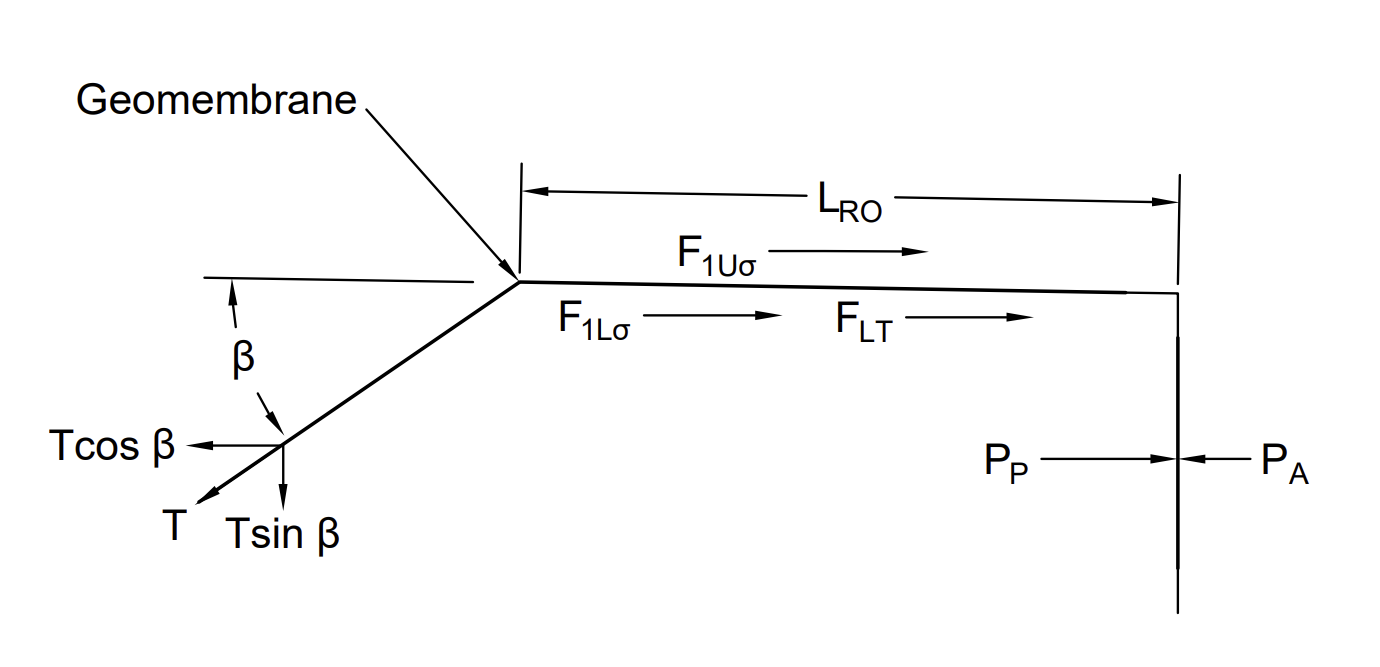 Geomembrane
L_RO
F_1Uσ
F_1Lσ
F_LT
β
Tcos β
P_P
P_A
T
Tsin β